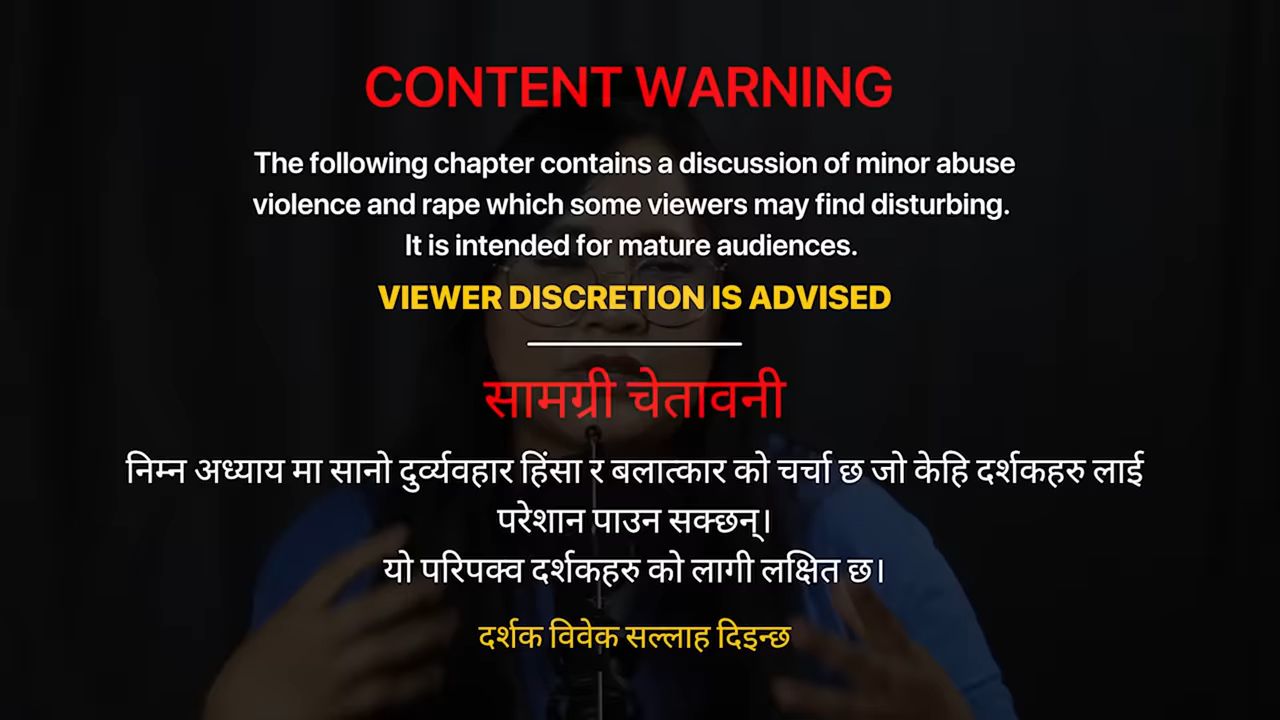 CONTENT WARNING
The following chapter contains a discussion of minor abuse
violence and rape which some viewers may find disturbing.
It is intended for mature audiences.
VIEWER DISCRETION IS ADVISED
सामग्री चेतावनी
निम्न अध्याय मा सानो दुर्व्यवहार हिंसा र बलात्कार को चर्चा छ जो केहि दर्शकहरु लाई
परेशान पाउन सक्छन्।
यो परिपक्व दर्शकहरु को लागी लक्षित छ।
दर्शक विवेक सल्लाह दिइन्छ